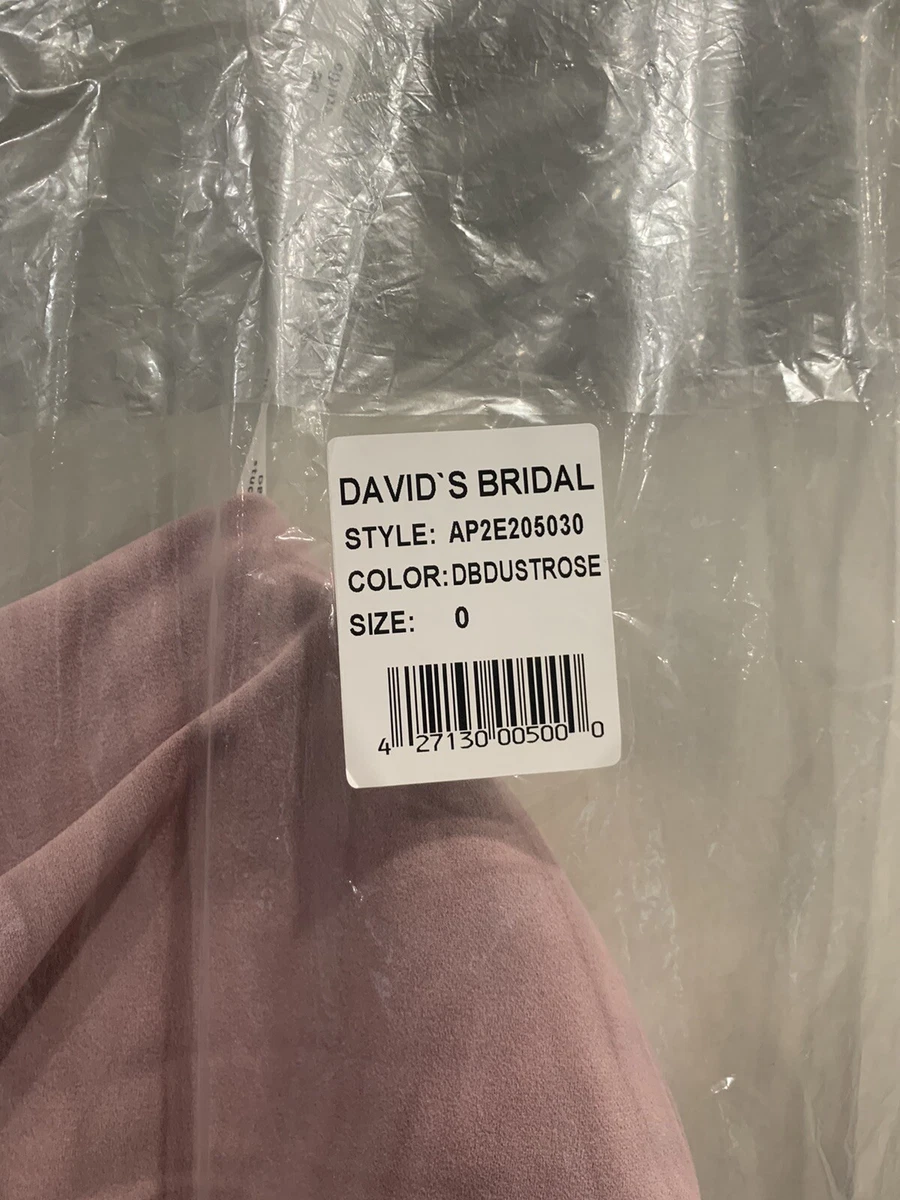 DAVID`S BRIDAL
STYLE: AP2E205030
COLOR:DBDUSTROSE
SIZE: 0
4 27130 00500 0